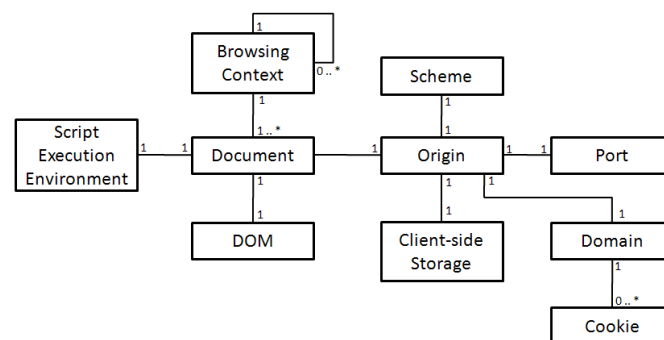 1
Browsing
Context
0..*
Scheme
1
1
1
1..*
Script
Execution
Environment
1
1
Document
1
Origin
1
1
Port
1
1
1
1
1
1
DOM
Client-side
Storage
Domain
1
0..*
Cookie